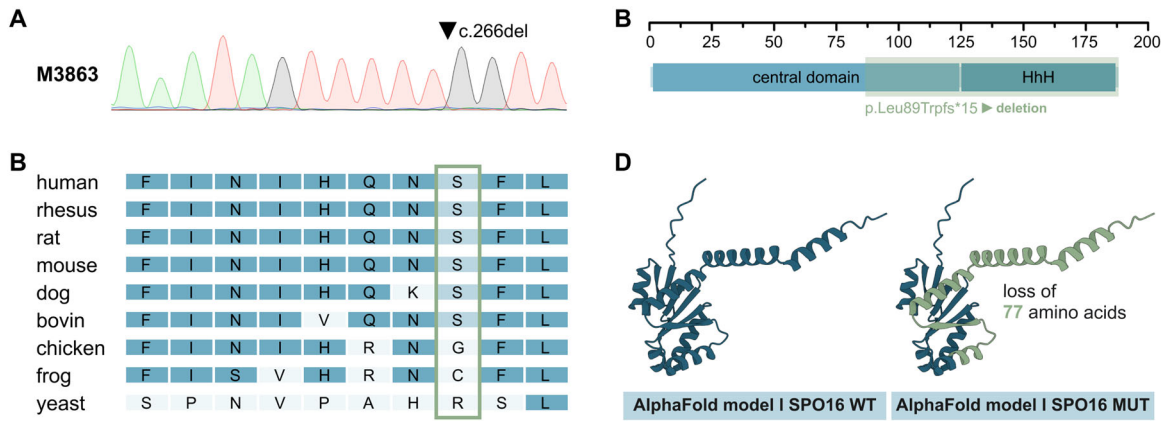 A
c.266del
M3863
B
0 25 50 75 100 125 150 175 200
central domain HhH
p.Leu89Trpfs*15 ▶ deletion
B
human F I N I H Q N S F L
rhesus F I N I H Q N S F L
rat F I N I H Q N S F L
mouse F I N I H Q N S F L
dog F I N I H Q K S F L
bovin F I N I V Q N S F L
chicken F I N I H R N G F L
frog F I S V H R N C F L
yeast S P N V P A H R S L
D
loss of
77 amino acids
AlphaFold model I SPO16 WT
AlphaFold model I SPO16 MUT